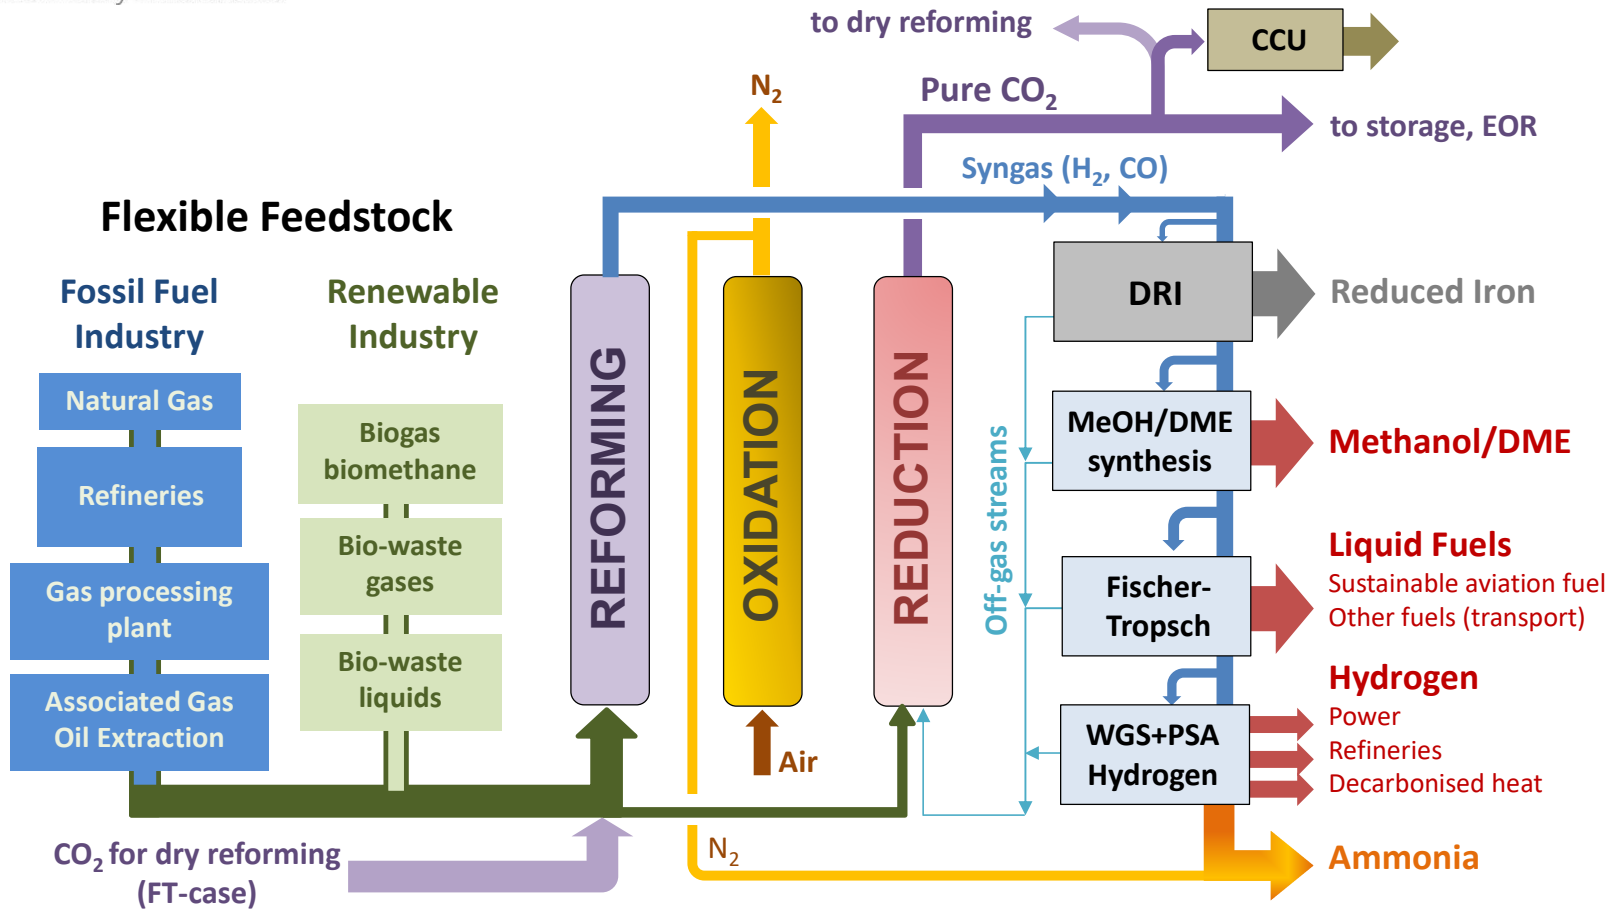 to dry reforming
CCU
N₂
Pure CO₂
to storage, EOR
Syngas (H₂, CO)
Flexible Feedstock
Fossil Fuel
Industry
Renewable
Industry
Natural Gas
Refineries
Gas processing
plant
Associated Gas
Oil Extraction
Biogas
biomethane
Bio-waste
gases
Bio-waste
liquids
REFORMING
OXIDATION
REDUCTION
Air
CO₂ for dry reforming
(FT-case)
N₂
Off-gas streams
DRI
Reduced Iron
MeOH/DME
synthesis
Methanol/DME
Fischer-
Tropsch
Liquid Fuels
Sustainable aviation fuel
Other fuels (transport)
WGS+PSA
Hydrogen
Hydrogen
Power
Refineries
Decarbonised heat
Ammonia